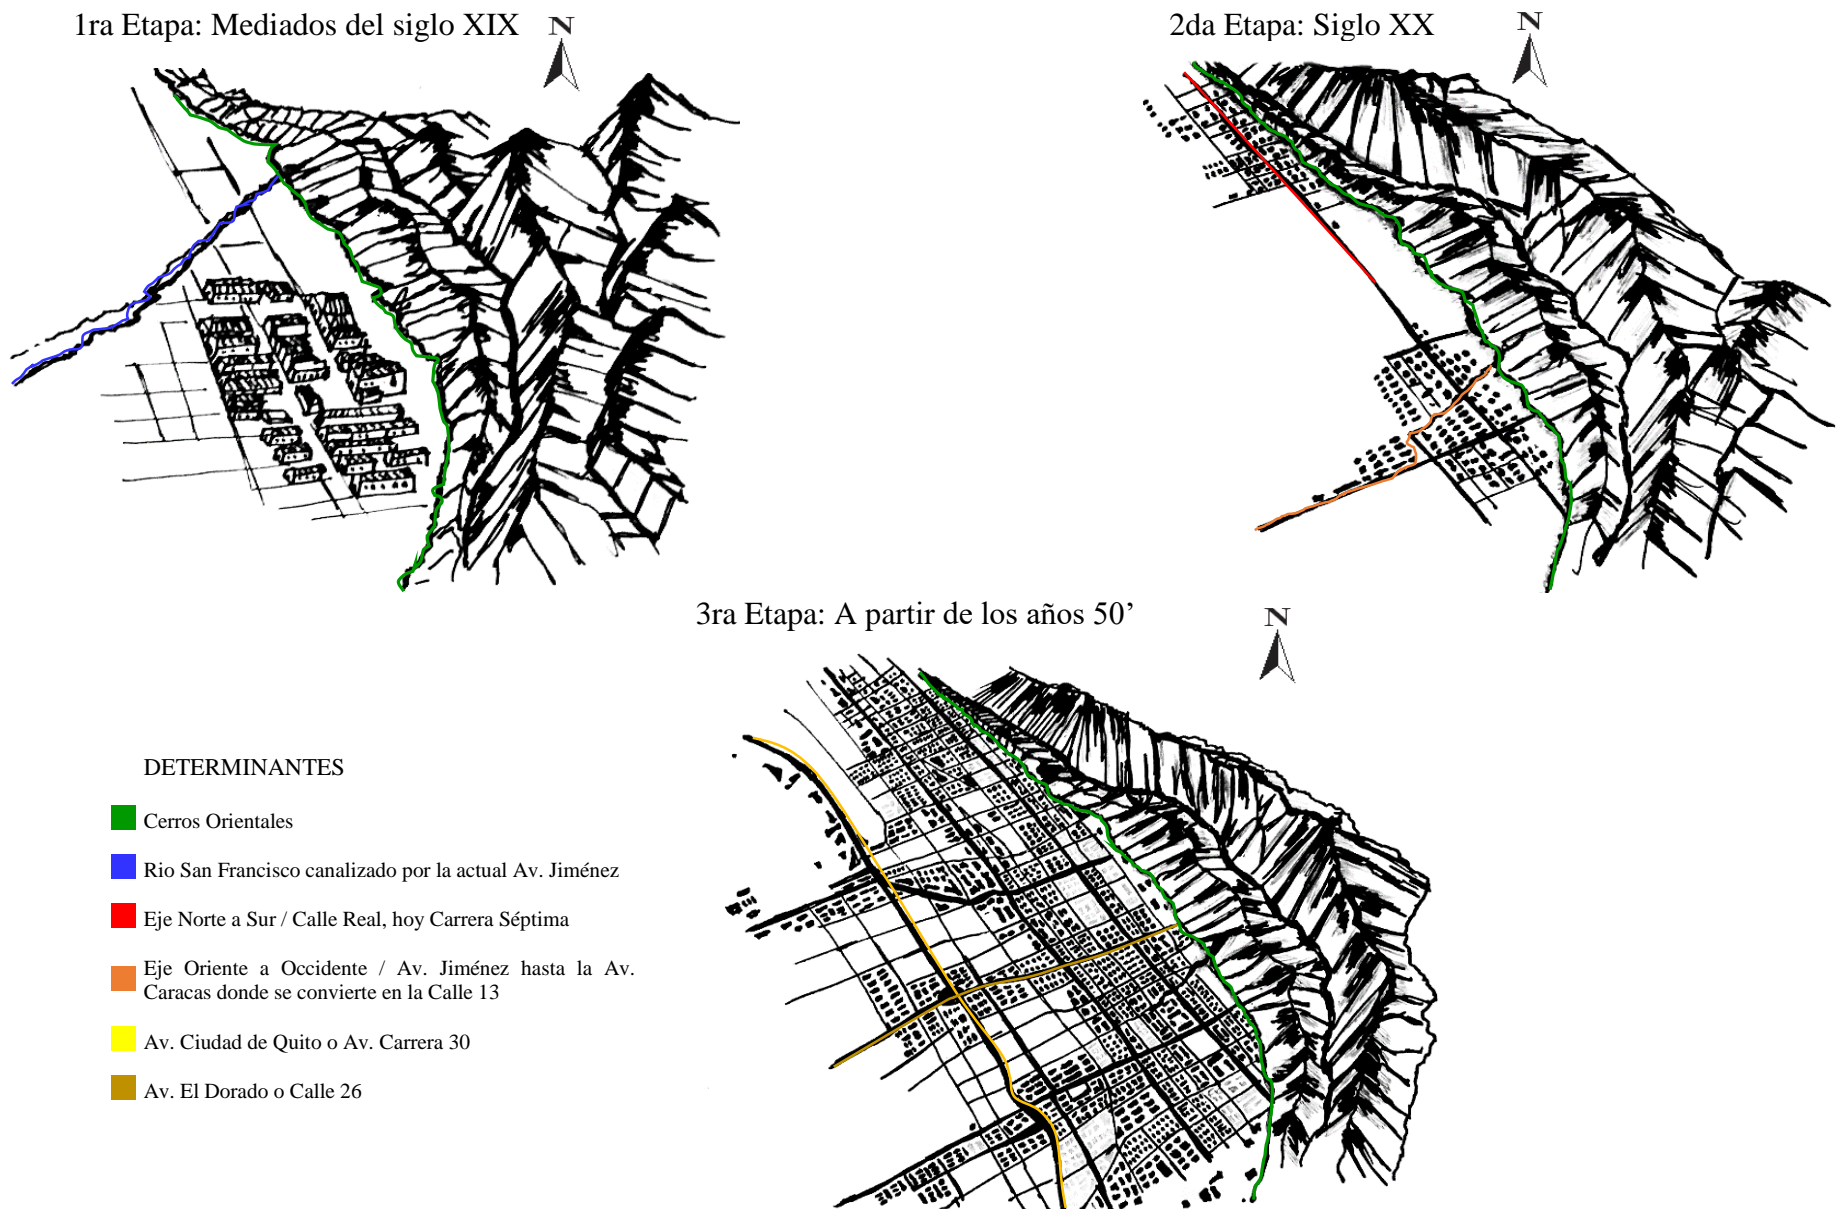 1ra Etapa: Mediados del siglo XIX
N
2da Etapa: Siglo XX
N
3ra Etapa: A partir de los años 50’
N
DETERMINANTES
Cerros Orientales
Rio San Francisco canalizado por la actual Av. Jiménez
Eje Norte a Sur / Calle Real, hoy Carrera Séptima
Eje Oriente a Occidente / Av. Jiménez hasta la Av.
Caracas donde se convierte en la Calle 13
Av. Ciudad de Quito o Av. Carrera 30
Av. El Dorado o Calle 26